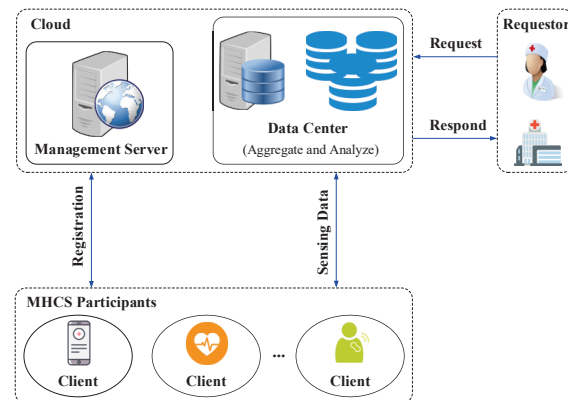 Cloud
Requestor
Request
Management Server
Data Center
(Aggregate and Analyze)
Respond
Registration
Sensing Data
MHCS Participants
Client
Client
...
Client